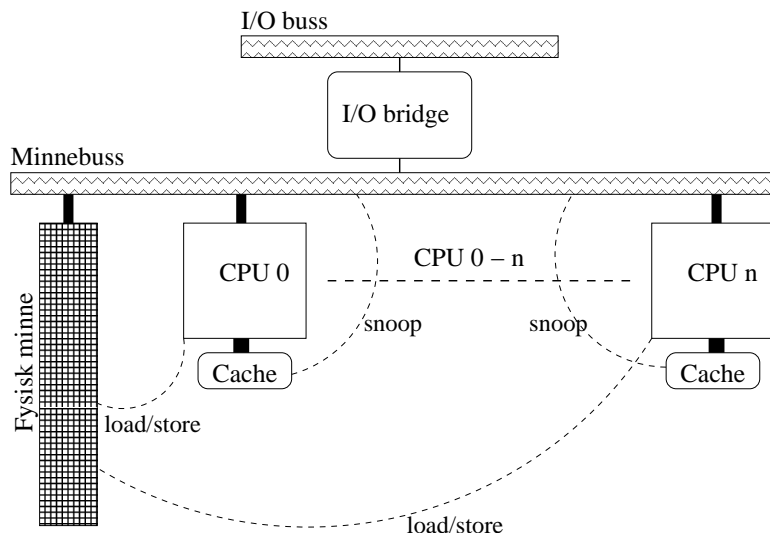 I/O buss
I/O bridge
Minnebuss
CPU 0
CPU 0 – n
CPU n
snoop
snoop
Fysisk minne
Cache
Cache
load/store
load/store